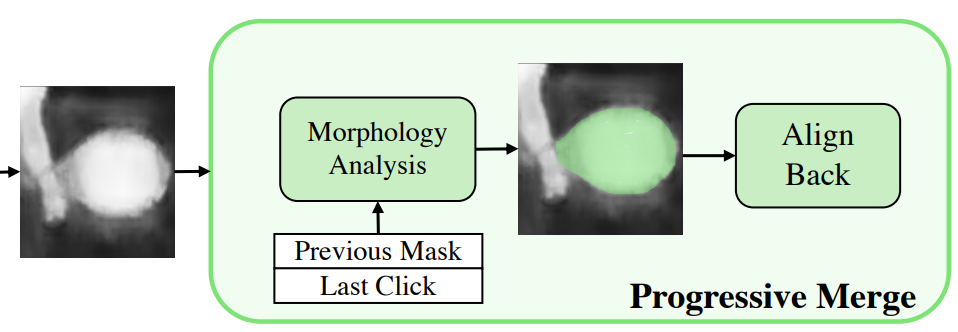 Morphology
Analysis
Previous Mask
Last Click
Align
Back
Progressive Merge